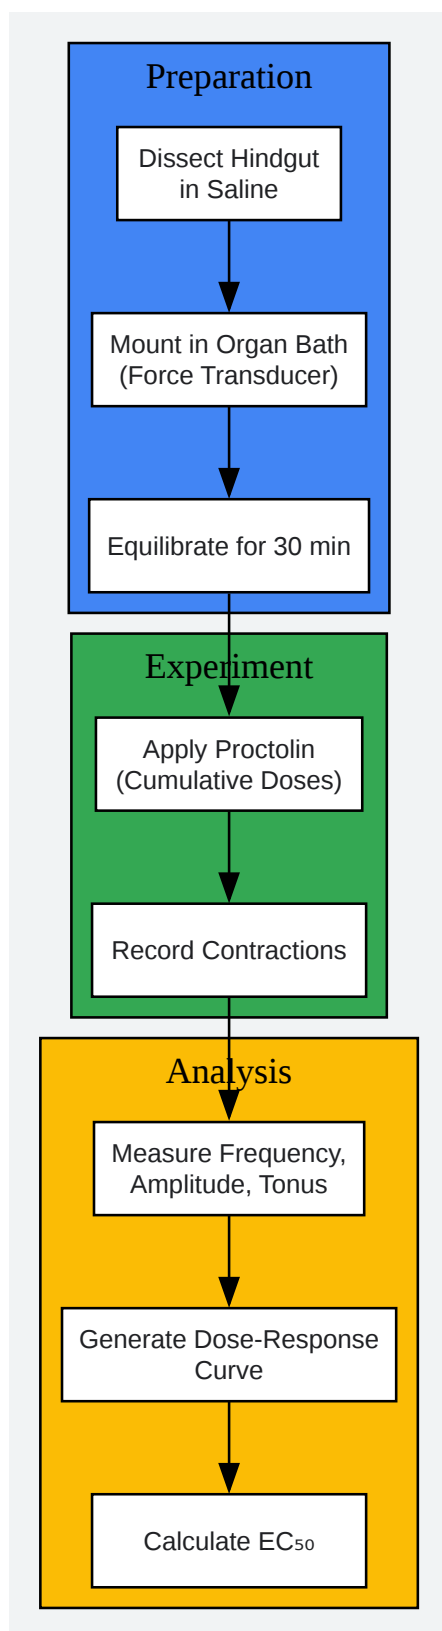 Preparation
Dissect Hindgut
in Saline
Mount in Organ Bath
(Force Transducer)
Equilibrate for 30 min
Experiment
Apply Proctolin
(Cumulative Doses)
Record Contractions
Analysis
Measure Frequency,
Amplitude, Tonus
Generate Dose-Response
Curve
Calculate EC₅₀